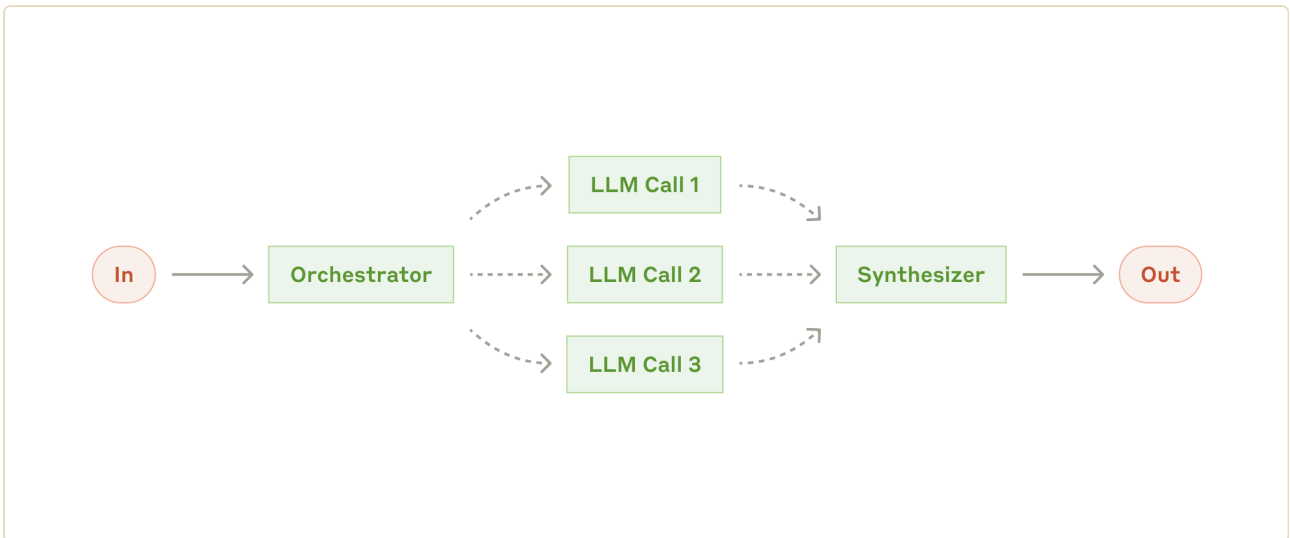 In
Orchestrator
LLM Call 1
LLM Call 2
LLM Call 3
Synthesizer
Out